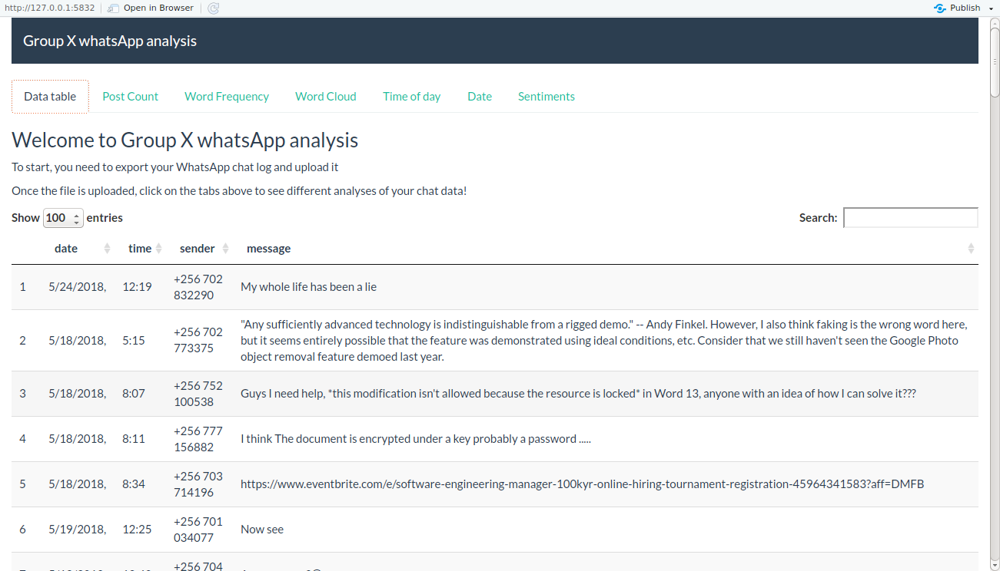 http://127.0.0.1:5832 Open in Browser Publish
Group X whatsApp analysis
Data table Post Count Word Frequency Word Cloud Time of day Date Sentiments
Welcome to Group X whatsApp analysis
To start, you need to export your WhatsApp chat log and upload it
Once the file is uploaded, click on the tabs above to see different analyses of your chat data!
Show 100 entries Search:
date time sender message
1 5/24/2018, 12:19 +256 702 832290 My whole life has been a lie
2 5/18/2018, 5:15 +256 702 773375 "Any sufficiently advanced technology is indistinguishable from a rigged demo." -- Andy Finkel. However, I also think faking is the wrong word here,
but it seems entirely possible that the feature was demonstrated using ideal conditions, etc. Consider that we still haven't seen the Google Photo
object removal feature demoed last year.
3 5/18/2018, 8:07 +256 752 100538 Guys I need help, *this modification isn't allowed because the resource is locked* in Word 13, anyone with an idea of how I can solve it???
4 5/18/2018, 8:11 +256 777 156882 I think The document is encrypted under a key probably a password .....
5 5/18/2018, 8:34 +256 703 714196 https://www.eventbrite.com/e/software-engineering-manager-100kyr-online-hiring-tournament-registration-45964341583?aff=DMFB
6 5/19/2018, 12:25 +256 701 034077 Now see
+256 704